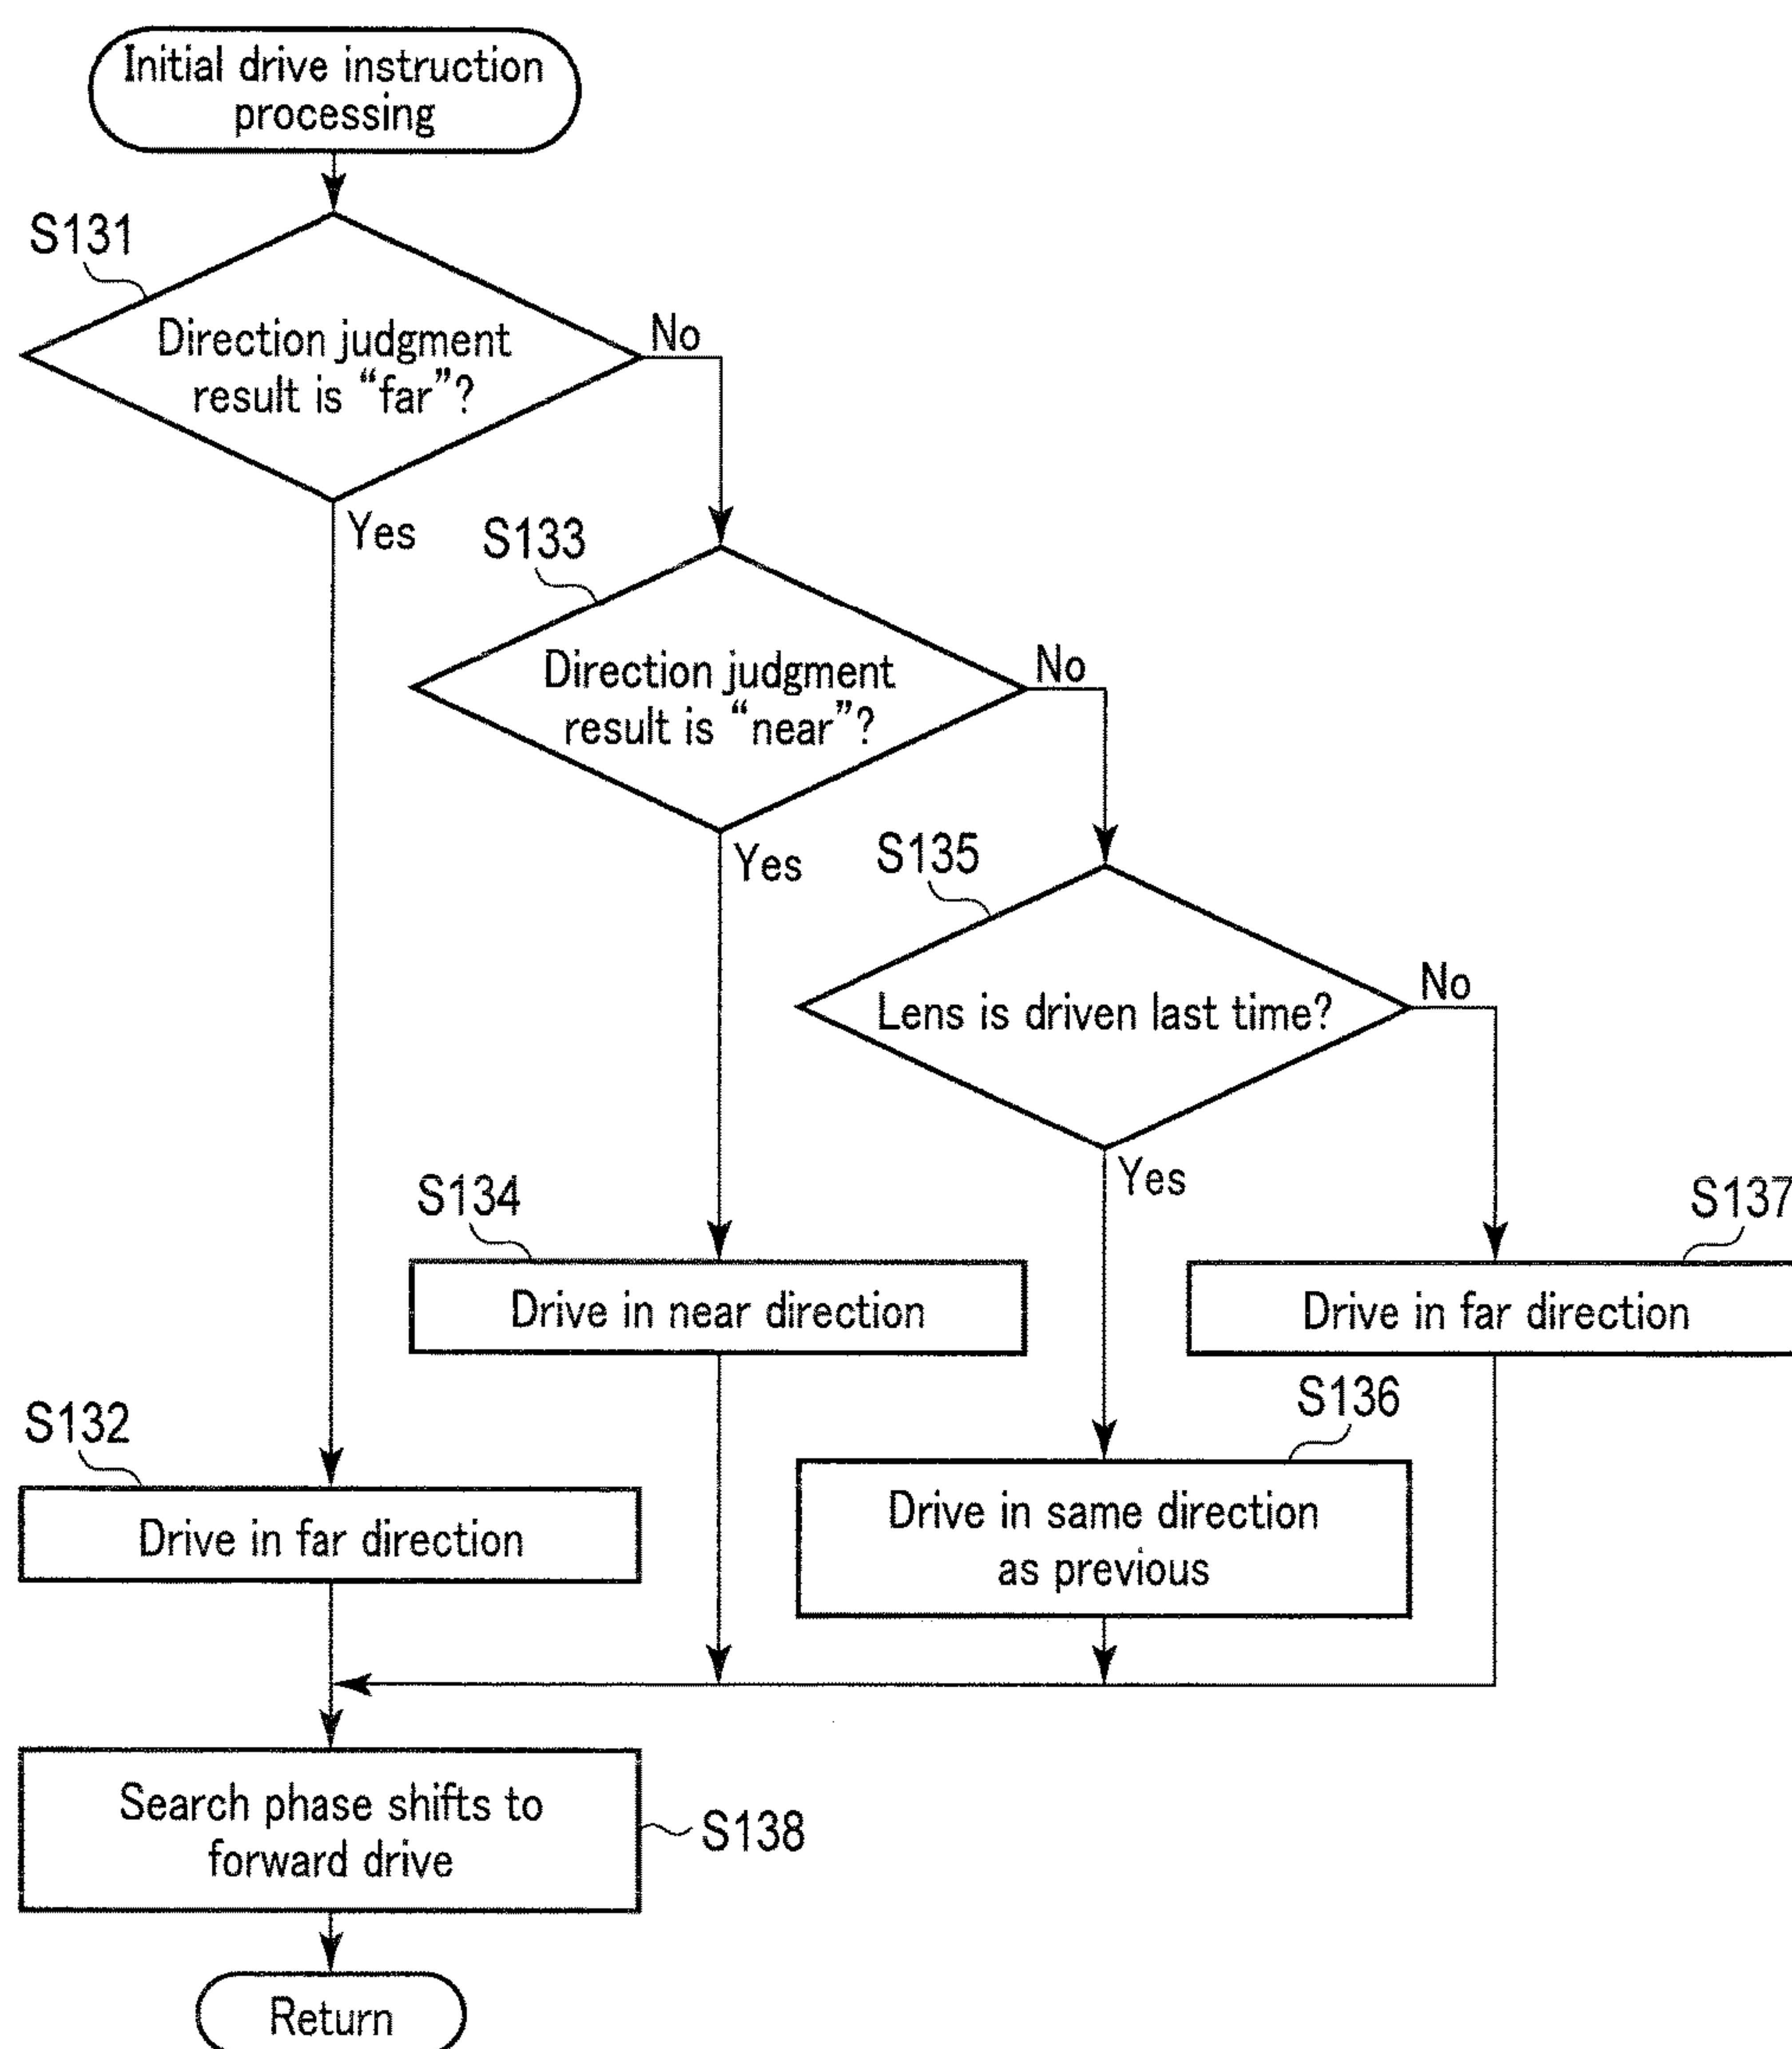 Initial drive instruction
processing
S131
Direction judgment
result is “far”?
No
Yes
S133
Direction judgment
result is “near”?
No
Yes
S135
Lens is driven last time?
No
Yes
S134
Drive in near direction
S137
Drive in far direction
S136
Drive in same direction
as previous
S132
Drive in far direction
Search phase shifts to
forward drive
S138
Return